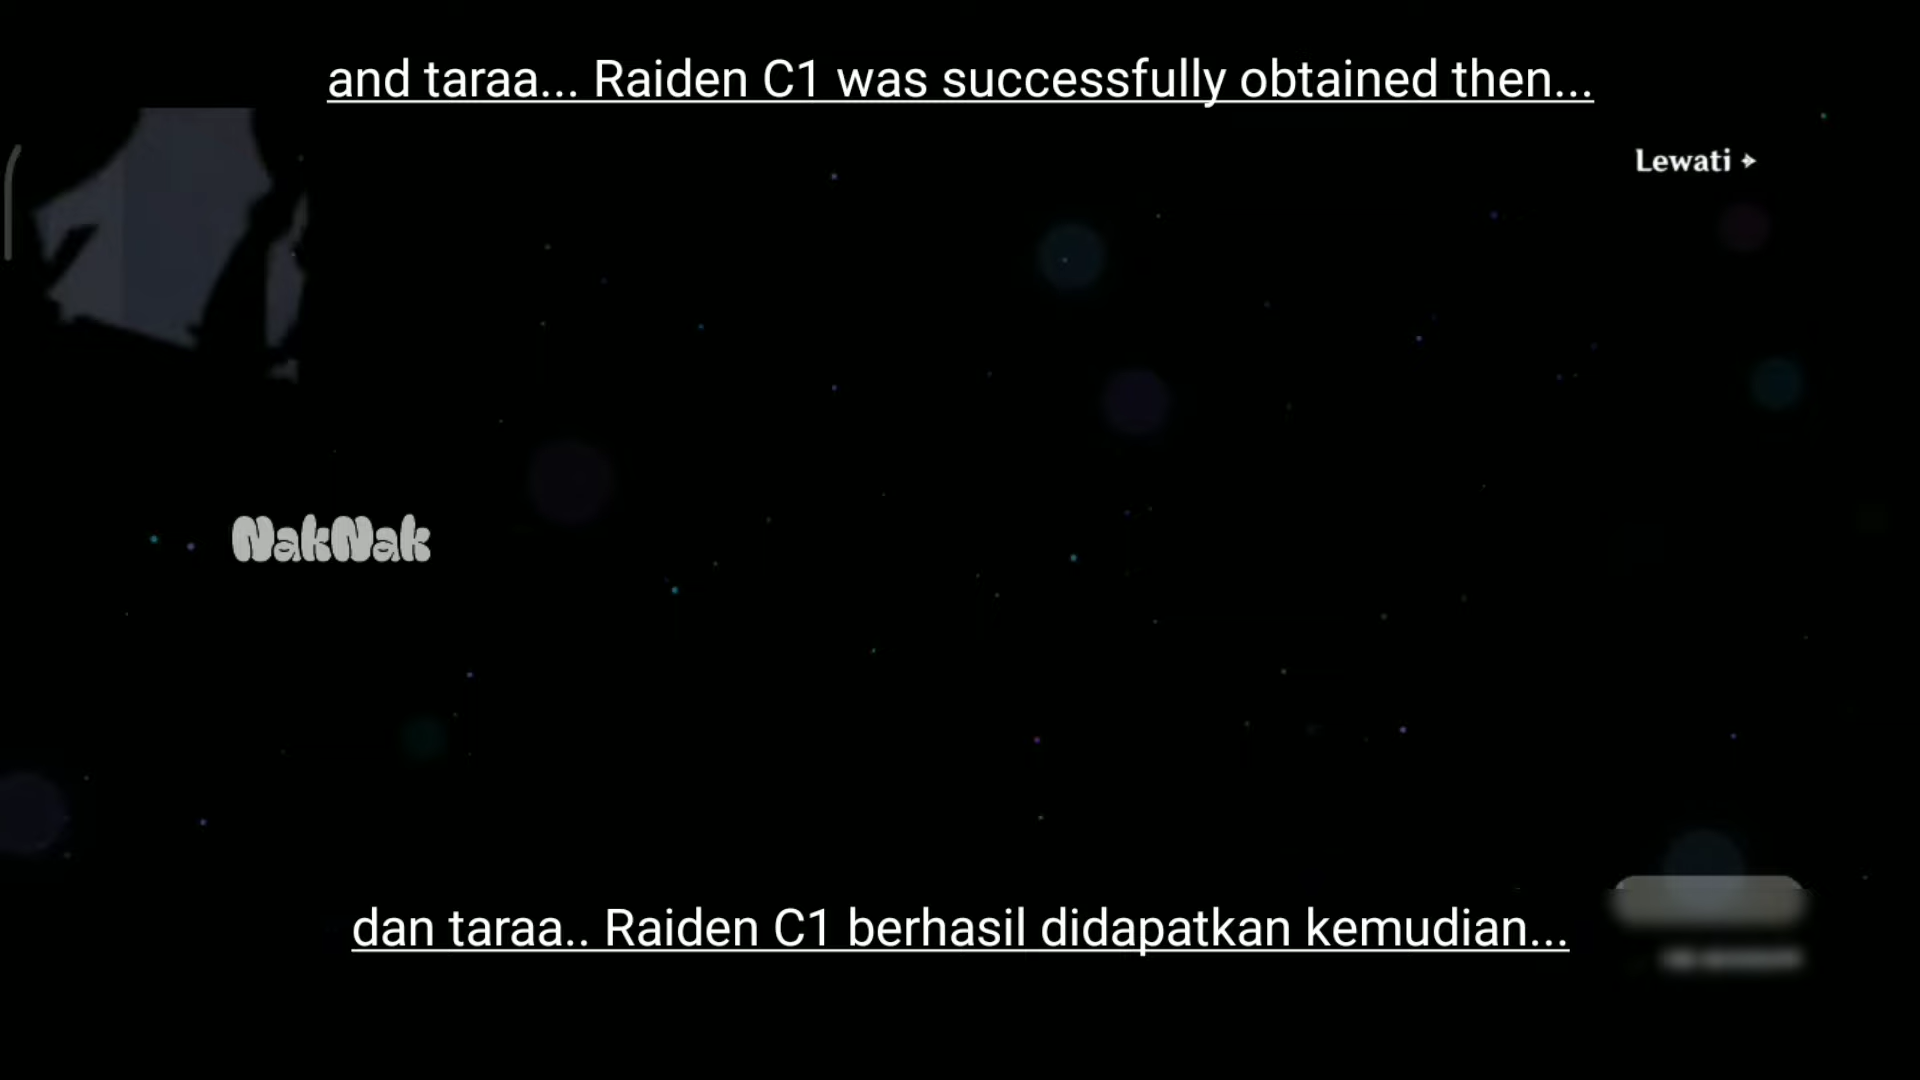 and taraa... Raiden C1 was successfully obtained then...
Lewati
NakNak
dan taraa.. Raiden C1 berhasil didapatkan kemudian...